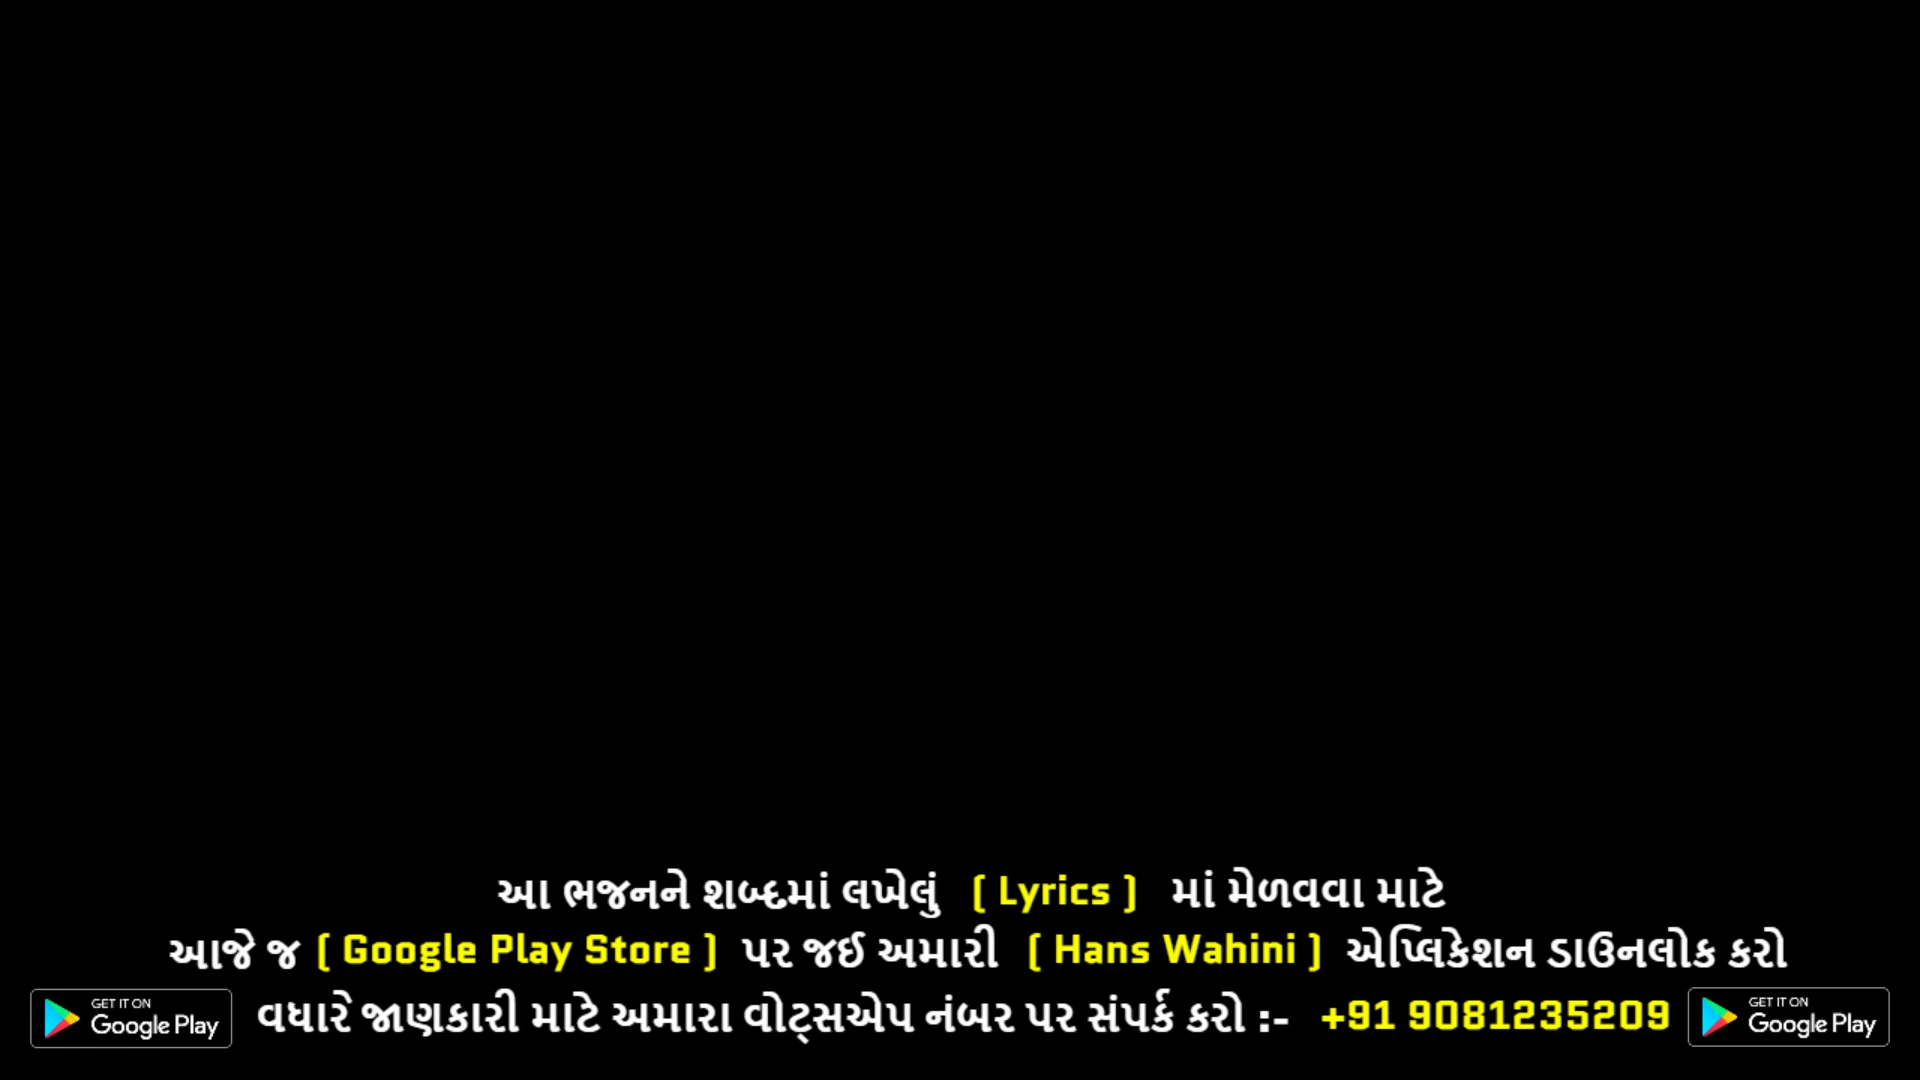 આ ભજનને શબ્દમાં લખેલું ( Lyrics ) માં મેળવવા માટે
આજે જ ( Google Play Store ) પર જઈ અમારી ( Hans Wahini ) એપ્લિકેશન ડાઉનલોક કરો
GET IT ON
Google Play
વધારે જાણકારી માટે અમારા વોટ્સએપ નંબર પર સંપર્ક કરો :- +91 9081235209
GET IT ON
Google Play